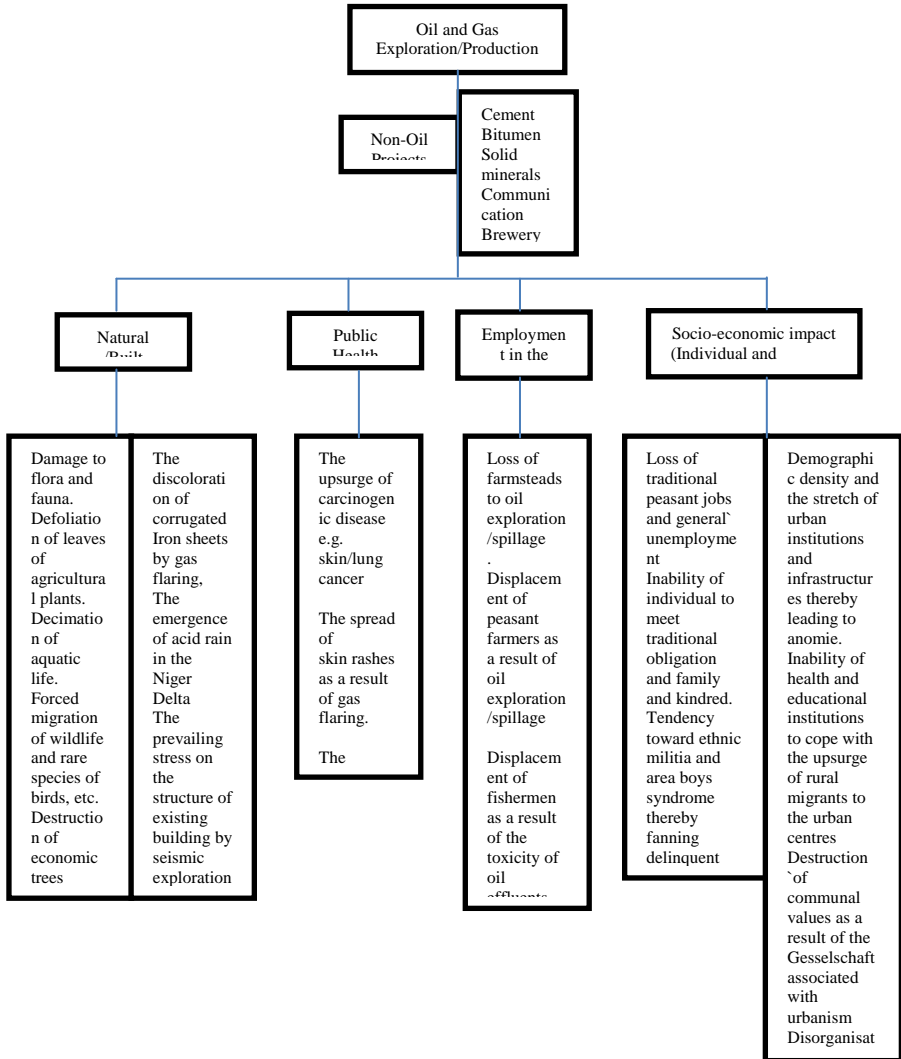 Oil and Gas
Exploration/Production
Non-Oil
Projects
Cement
Bitumen
Solid
minerals
Communi
cation
Brewery
Natural
/Built
Public
Health
Employmen
t in the
Socio-economic impact
(Individual and
Damage to
flora and
fauna.
Defoliatio
n of leaves
of
agricultura
l plants.
Decimatio
n of
aquatic
life.
Forced
migration
of wildlife
and rare
species of
birds, etc.
Destructio
n of
economic
trees
The
discolorati
on of
corrugated
Iron sheets
by gas
flaring,
The
emergence
of acid rain
in the
Niger
Delta
The
prevailing
stress on
the
structure of
existing
building by
seismic
exploration
The
upsurge of
carcinogen
ic disease
e.g.
skin/lung
cancer
The spread
of
skin rashes
as a result
of gas
flaring.
The
Loss of
farmsteads
to oil
exploration
/spillage
.
Displacem
ent of
peasant
farmers as
a result of
oil
exploration
/spillage
Displacem
ent of
fishermen
as a result
of the
toxicity of
oil
effluents
Loss of
traditional
peasant jobs
and general`
unemployme
nt
Inability of
individual to
meet
traditional
obligation
and family
and kindred.
Tendency
toward ethnic
militia and
area boys
syndrome
thereby
fanning
delinquent
Demographi
c density and
the stretch of
urban
institutions
and
infrastructur
es thereby
leading to
anomie.
Inability of
health and
educational
institutions
to cope with
the upsurge
of rural
migrants to
the urban
centres
Destruction
`of
communal
values as a
result of the
Gesselschaft
associated
with
urbanism
Disorganisat